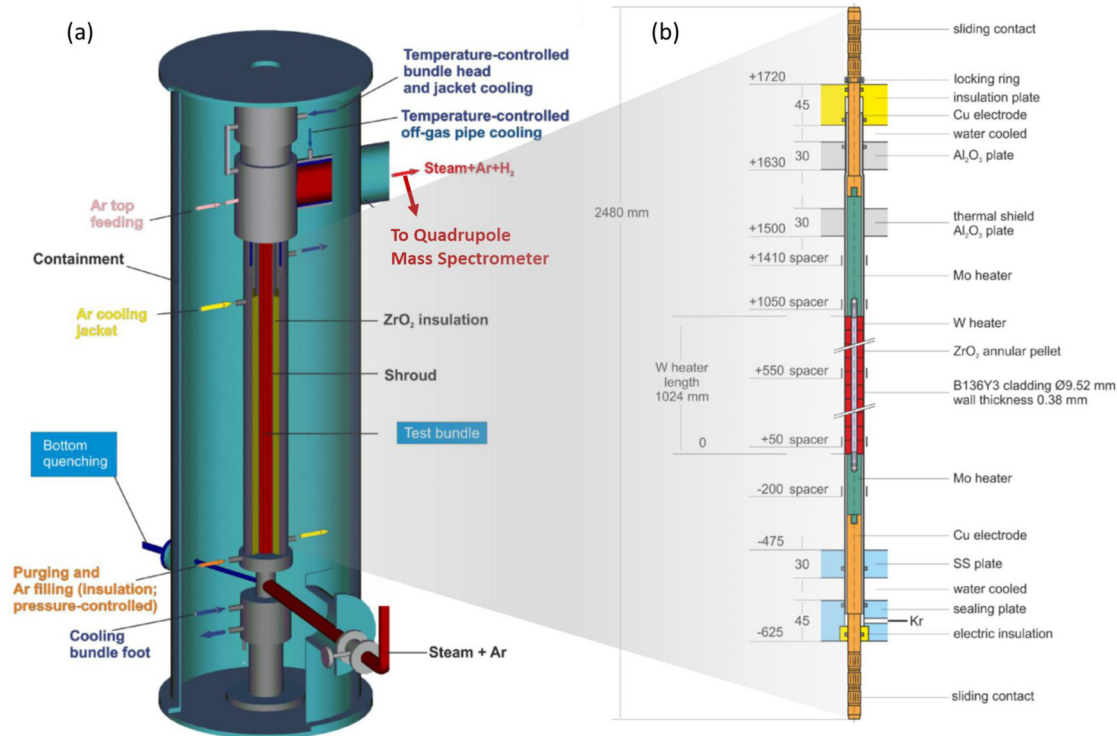 (a)
Temperature-controlled
bundle head
and jacket cooling
Temperature-controlled
off-gas pipe cooling
Steam+Ar+H₂
Ar top
feeding
To Quadrupole
Mass Spectrometer
Containment
Ar cooling
jacket
ZrO₂ insulation
Shroud
Test bundle
Bottom
quenching
Purging and
Ar filling (insulation;
pressure-controlled)
Cooling
bundle foot
Steam + Ar
(b)
sliding contact
+1720
locking ring
insulation plate
45
Cu electrode
water cooled
+1630
30
Al₂O₃ plate
2480 mm
30
thermal shield
Al₂O₃ plate
+1500
+1410 spacer
Mo heater
+1050 spacer
W heater
ZrO₂ annular pellet
W heater
length
1024 mm
+550 spacer
B136Y3 cladding Ø9.52 mm
wall thickness 0.38 mm
0
+50 spacer
Mo heater
-200 spacer
Cu electrode
-475
30
SS plate
water cooled
sealing plate
45
Kr
-625
electric insulation
sliding contact